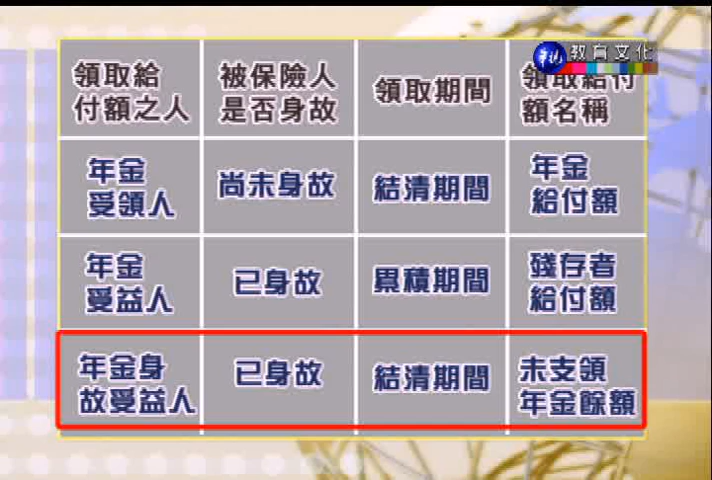 領取給
付額之人
被保險人
是否身故
領取期間
領取給付
額名稱
華視 教育文化
年金
受領人
尚未身故
結清期間
年金
給付額
年金
受益人
已身故
累積期間
殘存者
給付額
年金身
故受益人
已身故
結清期間
未支領
年金餘額